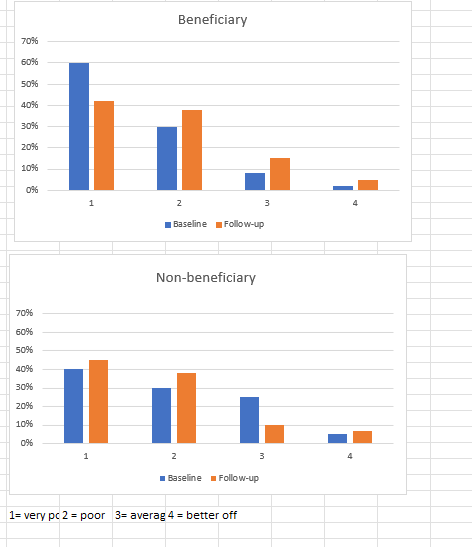 Beneficiary
70%
60%
50%
40%
30%
20%
10%
0%
1 2 3 4
Baseline Follow-up
Non-beneficiary
70%
60%
50%
40%
30%
20%
10%
0%
1 2 3 4
Baseline Follow-up
1= very pc 2 = poor 3= averag 4 = better off